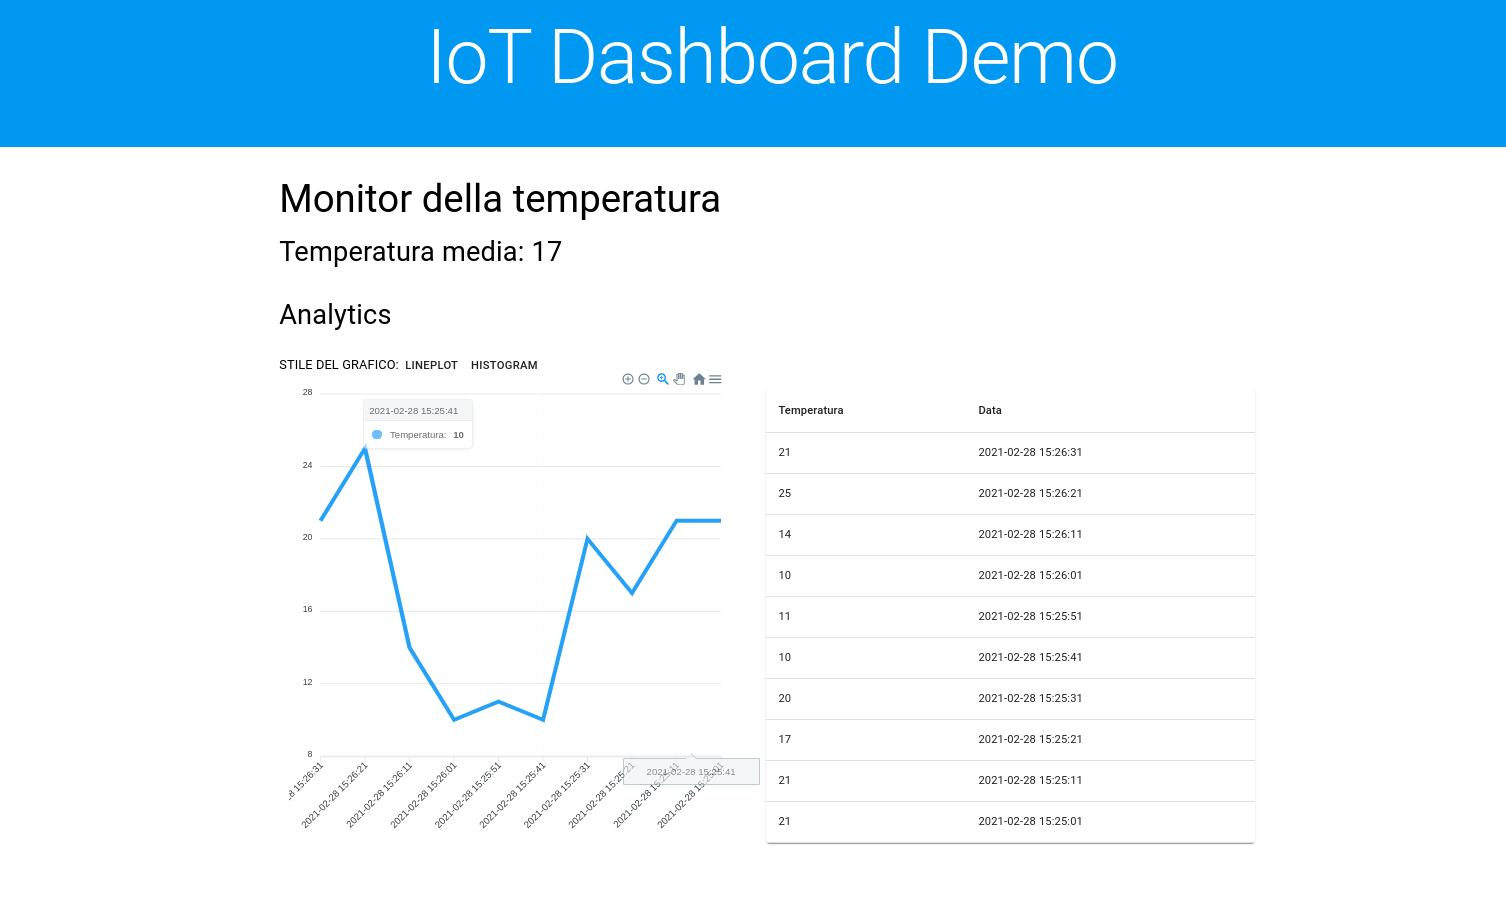 IoT Dashboard Demo
Monitor della temperatura
Temperatura media: 17
Analytics
STILE DEL GRAFICO: LINEPLOT HISTOGRAM
28
2021-02-28 15:25:41
Temperatura: 10
24
20
16
12
8
8 15:26:31
2021-02-28 15:26:21
2021-02-28 15:26:11
2021-02-28 15:26:01
2021-02-28 15:25:51
2021-02-28 15:25:41
2021-02-28 15:25:31
2021-02-28 15:25:21
2021-02-28 15:25:11
2021-02-28 15:25:01
2021-02-28 15:25:41
Temperatura Data
21 2021-02-28 15:26:31
25 2021-02-28 15:26:21
14 2021-02-28 15:26:11
10 2021-02-28 15:26:01
11 2021-02-28 15:25:51
10 2021-02-28 15:25:41
20 2021-02-28 15:25:31
17 2021-02-28 15:25:21
21 2021-02-28 15:25:11
21 2021-02-28 15:25:01